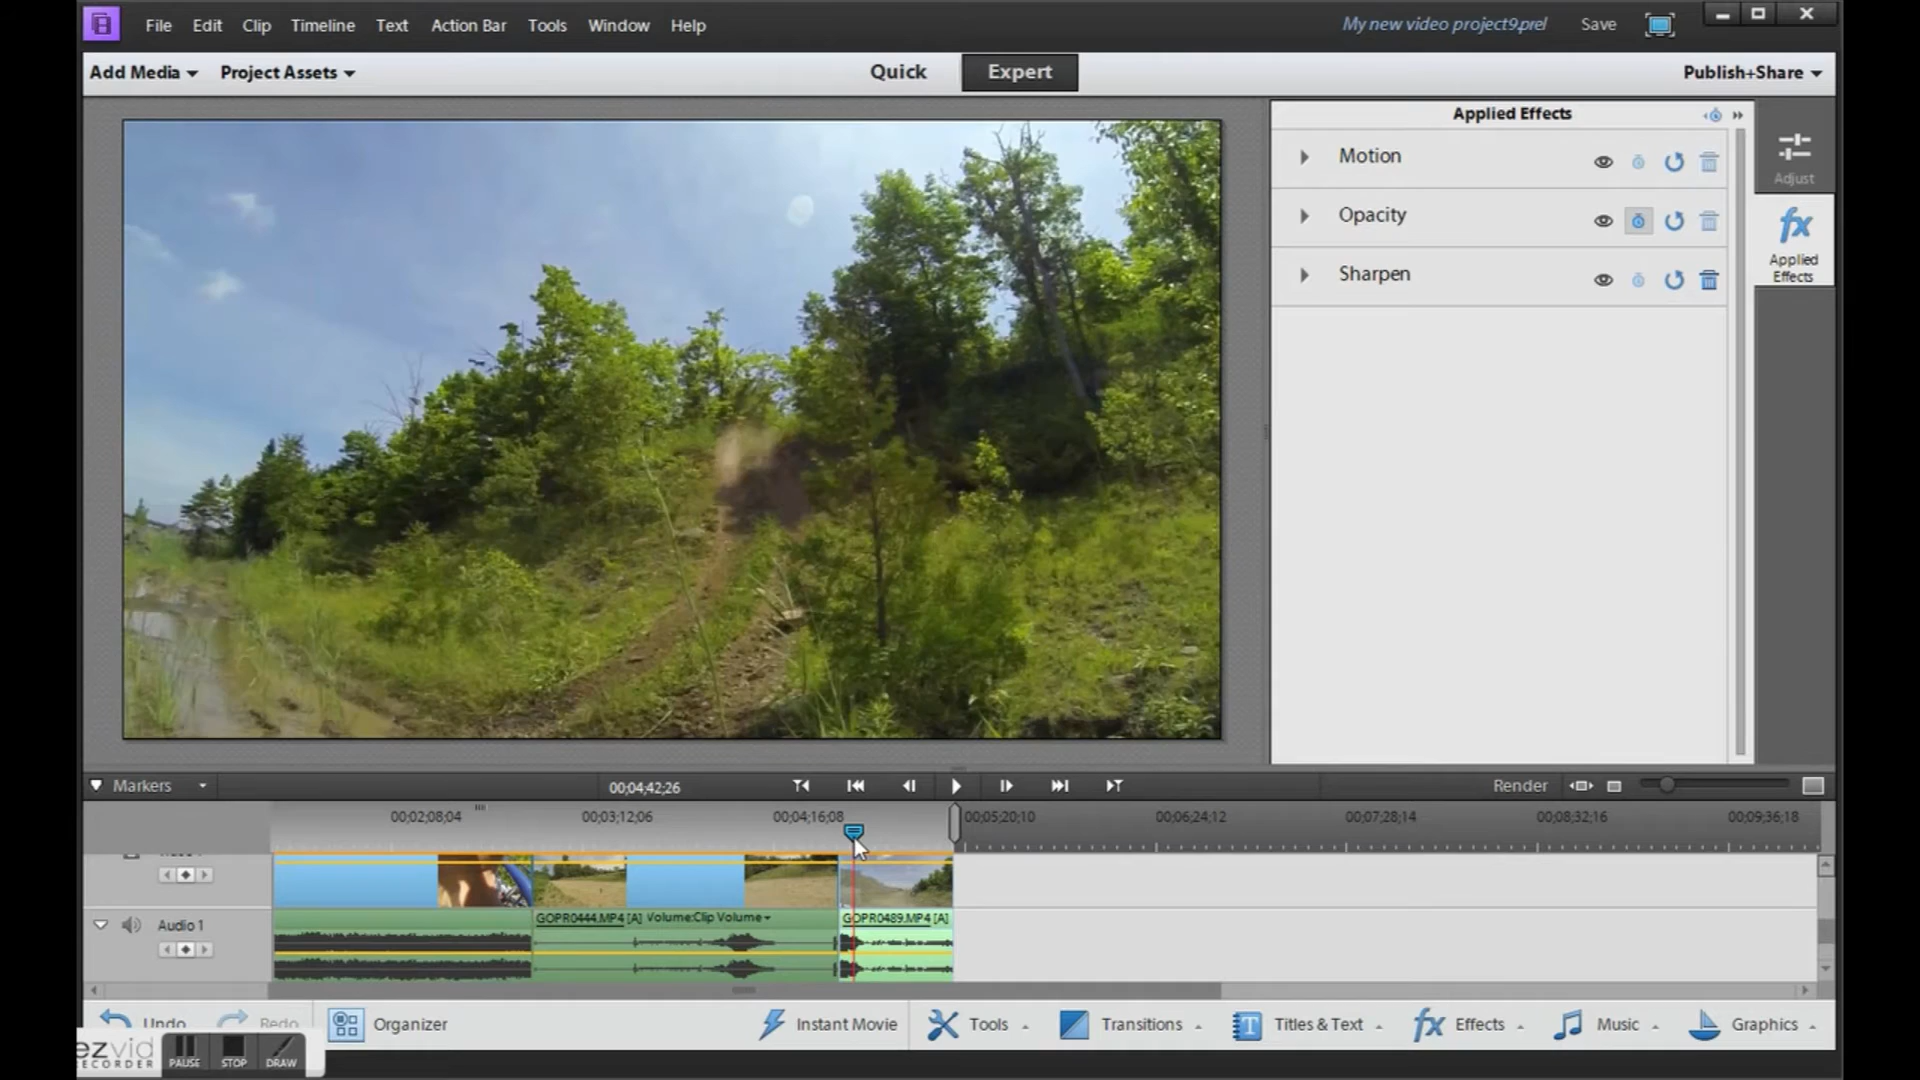 File Edit Clip Timeline Text Action Bar Tools Window Help
My new video project9.prel Save
Add Media Project Assets
Quick Expert
Publish+Share
Applied Effects
Motion
Adjust
Opacity
fx
Applied
Effects
Sharpen
Markers
00;04;42;26
Render
00;02;08;04 00;03;12;06 00;04;16;08 00;05;20;10 00;06;24;12 00;07;28;14 00;08;32;16 00;09;36;18
Audio 1
GOPR0444.MP4 [A] Volume:Clip Volume
GOPR0489.MP4 [A]
Undo Redo Organizer
Instant Movie Tools Transitions T Titles & Text fx Effects Music Graphics
ezvid
RECORDER
PAUSE STOP DRAW